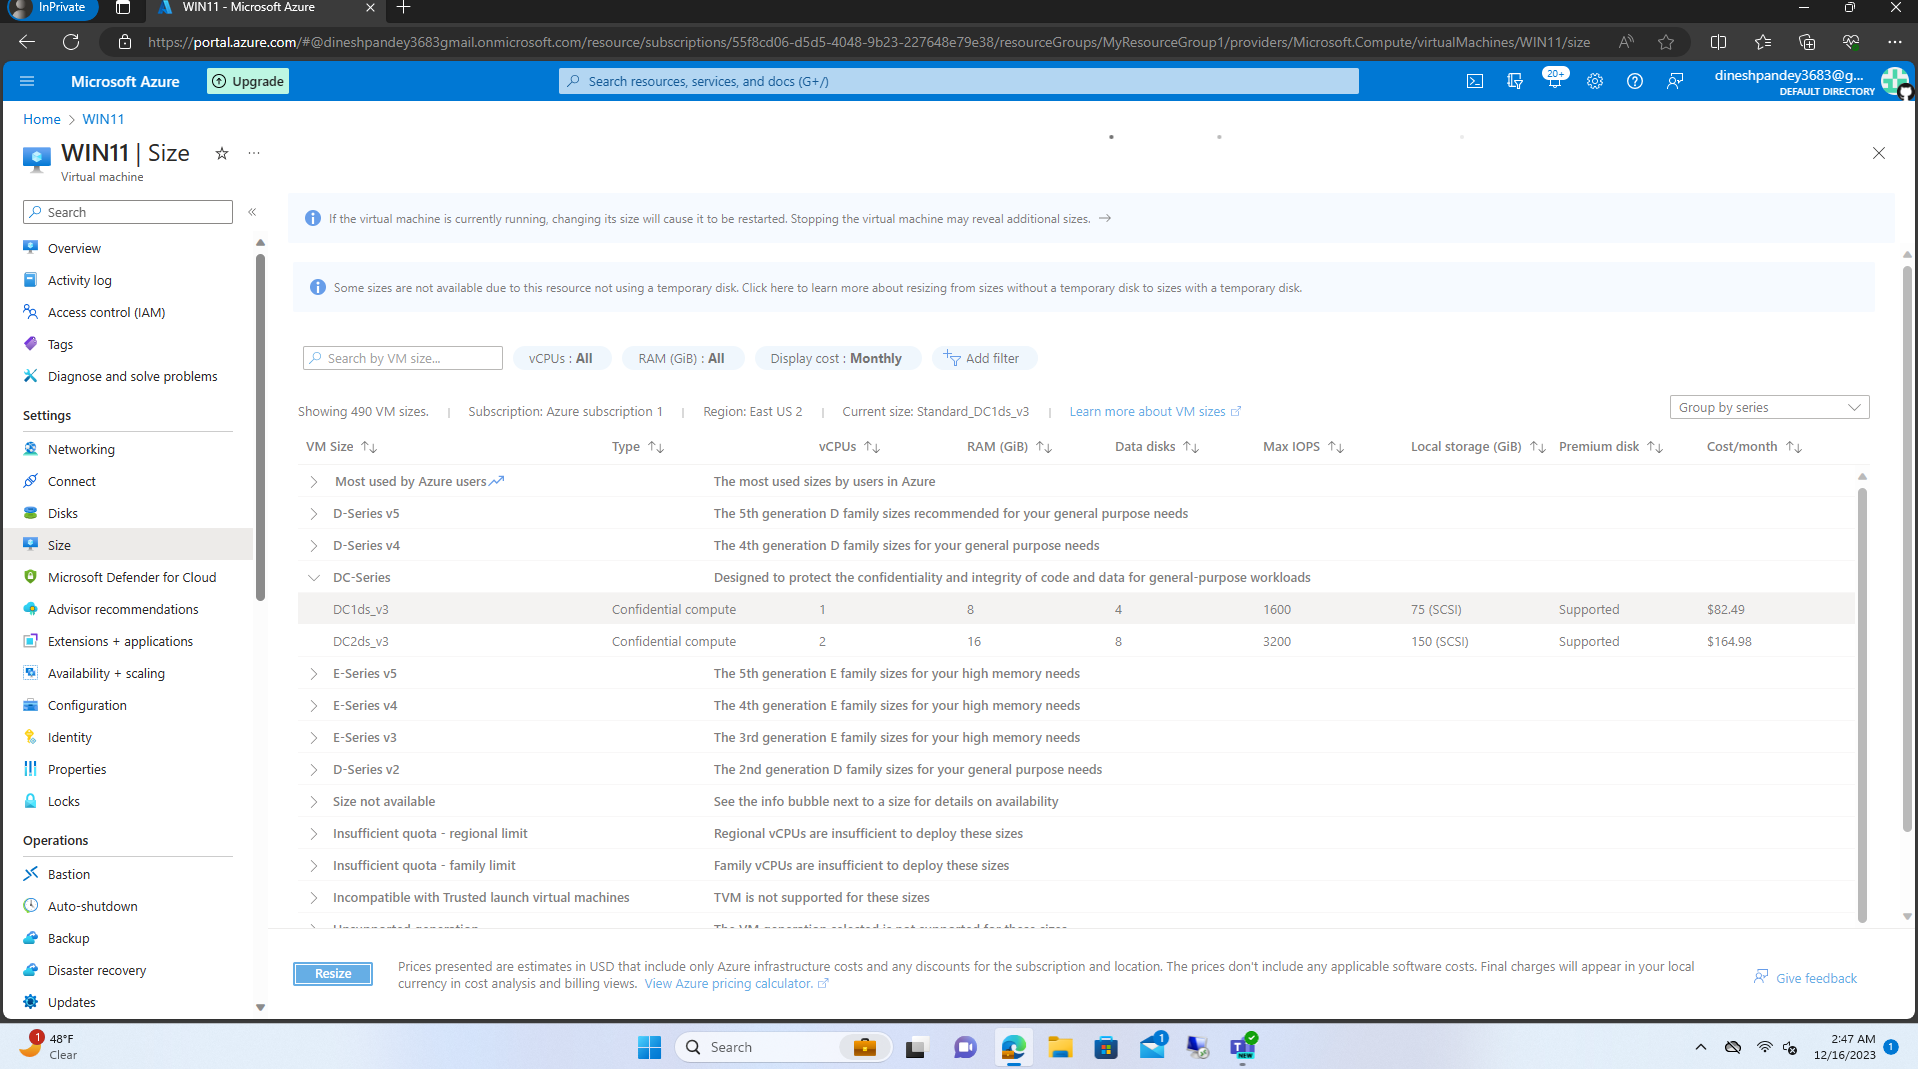 InPrivate
WIN11 - Microsoft Azure
https://portal.azure.com/#@dineshpandey3683gmail.onmicrosoft.com/resource/subscriptions/55f8cd06-d5d5-4048-9b23-227648e79e38/resourceGroups/MyResourceGroup1/providers/Microsoft.Compute/virtualMachines/WIN11/size
Microsoft Azure
Upgrade
Search resources, services, and docs (G+/)
20+
dineshpandey3683@g...
DEFAULT DIRECTORY
Home > WIN11
WIN11 | Size
Virtual machine
Search
Overview
Activity log
Access control (IAM)
Tags
Diagnose and solve problems
Settings
Networking
Connect
Disks
Size
Microsoft Defender for Cloud
Advisor recommendations
Extensions + applications
Availability + scaling
Configuration
Identity
Properties
Locks
Operations
Bastion
Auto-shutdown
Backup
Disaster recovery
Updates
If the virtual machine is currently running, changing its size will cause it to be restarted. Stopping the virtual machine may reveal additional sizes. →
Some sizes are not available due to this resource not using a temporary disk. Click here to learn more about resizing from sizes without a temporary disk to sizes with a temporary disk.
Search by VM size...
vCPUs : All
RAM (GiB) : All
Display cost : Monthly
Add filter
Showing 490 VM sizes. | Subscription: Azure subscription 1 | Region: East US 2 | Current size: Standard_DC1ds_v3 | Learn more about VM sizes
Group by series
VM Size ↑↓ Type ↑↓ vCPUs ↑↓ RAM (GiB) ↑↓ Data disks ↑↓ Max IOPS ↑↓ Local storage (GiB) ↑↓ Premium disk ↑↓ Cost/month ↑↓
Most used by Azure users The most used sizes by users in Azure
D-Series v5 The 5th generation D family sizes recommended for your general purpose needs
D-Series v4 The 4th generation D family sizes for your general purpose needs
DC-Series Designed to protect the confidentiality and integrity of code and data for general-purpose workloads
DC1ds_v3 Confidential compute 1 8 4 1600 75 (SCSI) Supported $82.49
DC2ds_v3 Confidential compute 2 16 8 3200 150 (SCSI) Supported $164.98
E-Series v5 The 5th generation E family sizes for your high memory needs
E-Series v4 The 4th generation E family sizes for your high memory needs
E-Series v3 The 3rd generation E family sizes for your high memory needs
D-Series v2 The 2nd generation D family sizes for your general purpose needs
Size not available See the info bubble next to a size for details on availability
Insufficient quota - regional limit Regional vCPUs are insufficient to deploy these sizes
Insufficient quota - family limit Family vCPUs are insufficient to deploy these sizes
Incompatible with Trusted launch virtual machines TVM is not supported for these sizes
Unsupported generation The VM generation selected is not supported for these sizes
Resize
Prices presented are estimates in USD that include only Azure infrastructure costs and any discounts for the subscription and location. The prices don't include any applicable software costs. Final charges will appear in your local
currency in cost analysis and billing views. View Azure pricing calculator.
Give feedback
1
48°F
Clear
Search
1
NEW
2:47 AM
12/16/2023
1